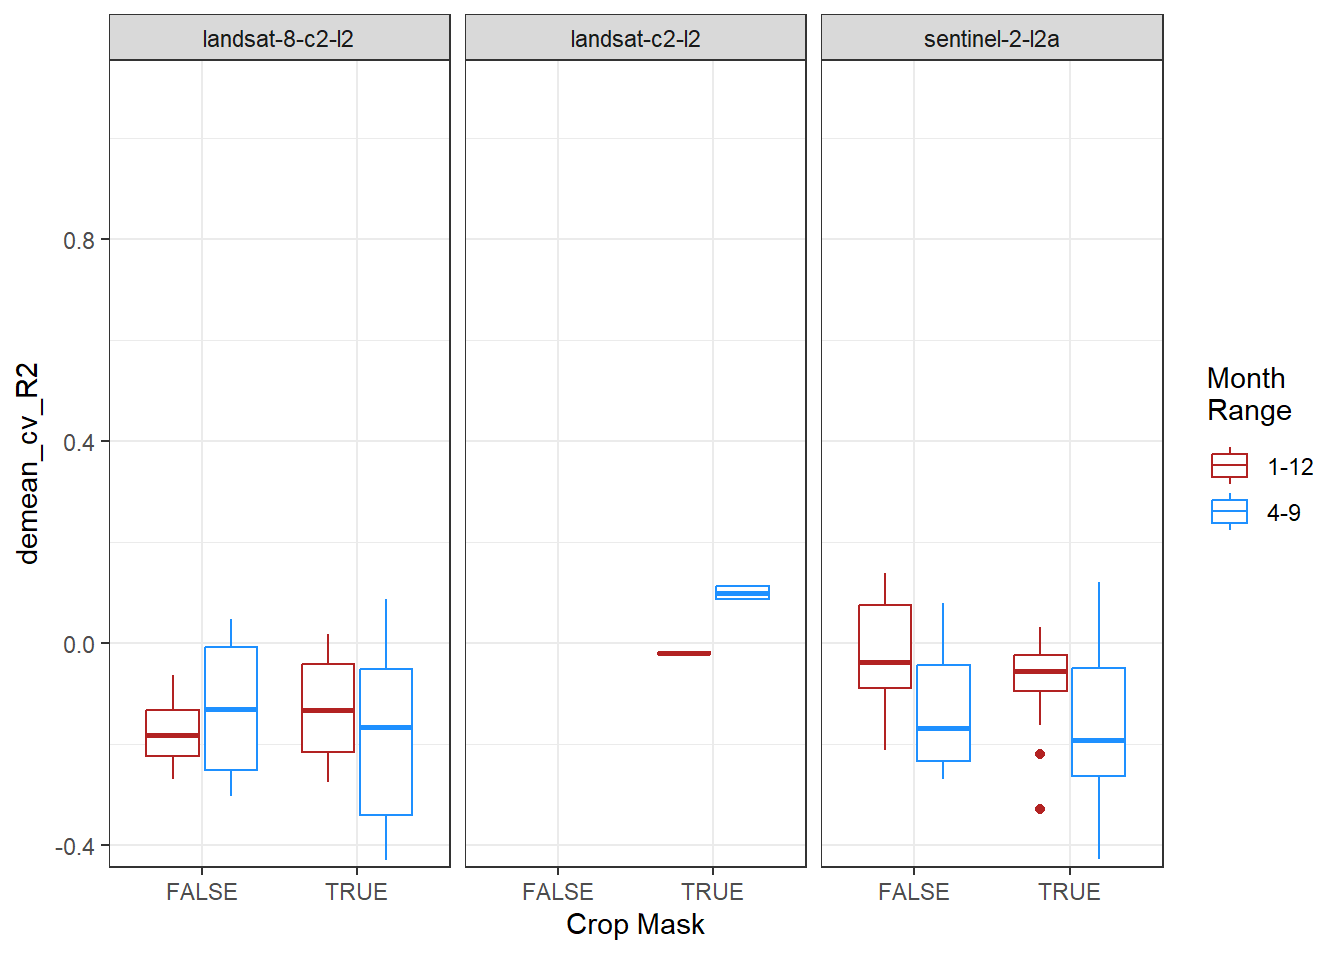 landsat-8-c2-l2
landsat-c2-l2
sentinel-2-l2a
0.8
0.4
0.0
-0.4
demean_cv_R2
FALSE
TRUE
FALSE
TRUE
FALSE
TRUE
Crop Mask
Month
Range
1-12
4-9